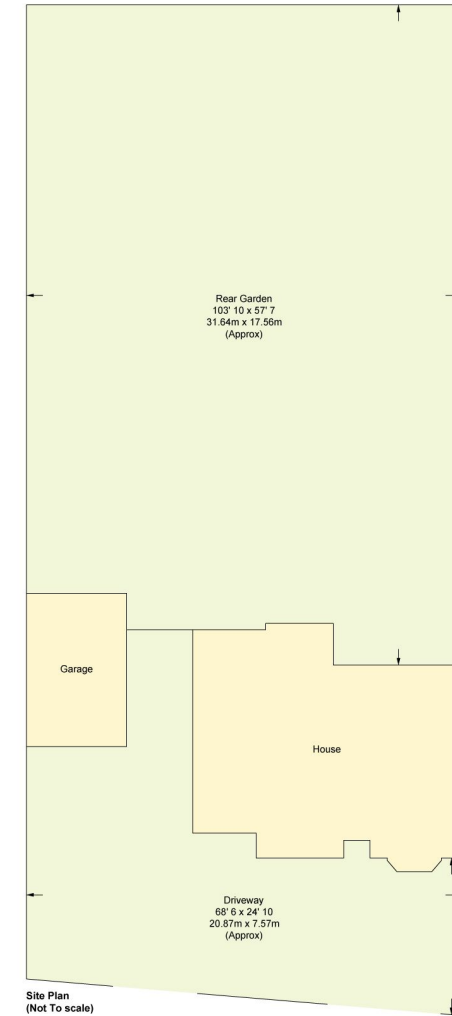 Rear Garden
103' 10 x 57' 7
31.64m x 17.56m
(Approx)
Garage
House
Driveway
68' 6 x 24' 10
20.87m x 7.57m
(Approx)
Site Plan
(Not To scale)